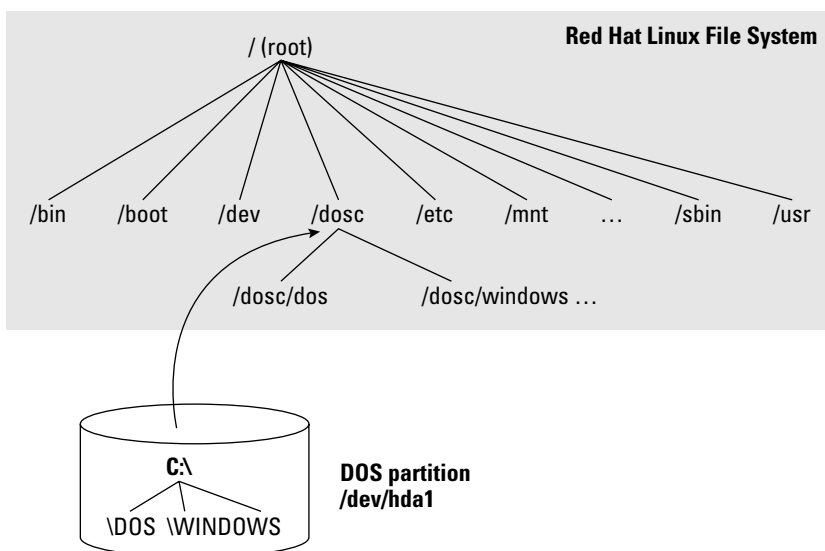 Red Hat Linux File System
/ (root)
/bin /boot /dev /dosc /etc /mnt … /sbin /usr
/dosc/dos /dosc/windows …
C:\
\DOS \WINDOWS
DOS partition
/dev/hda1